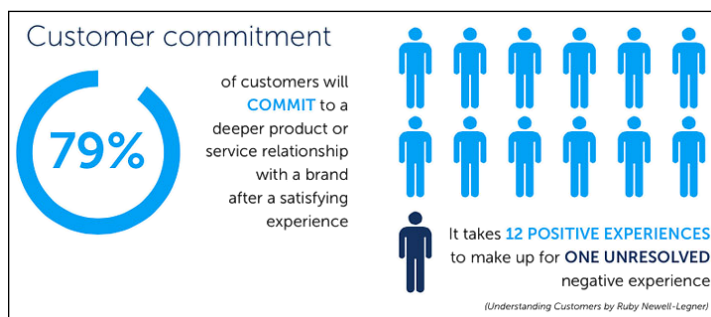 Customer commitment
79%
of customers will
COMMIT to a
deeper product or
service relationship
with a brand
after a satisfying
experience
It takes 12 POSITIVE EXPERIENCES
to make up for ONE UNRESOLVED
negative experience
(Understanding Customers by Ruby Newell-Legner)